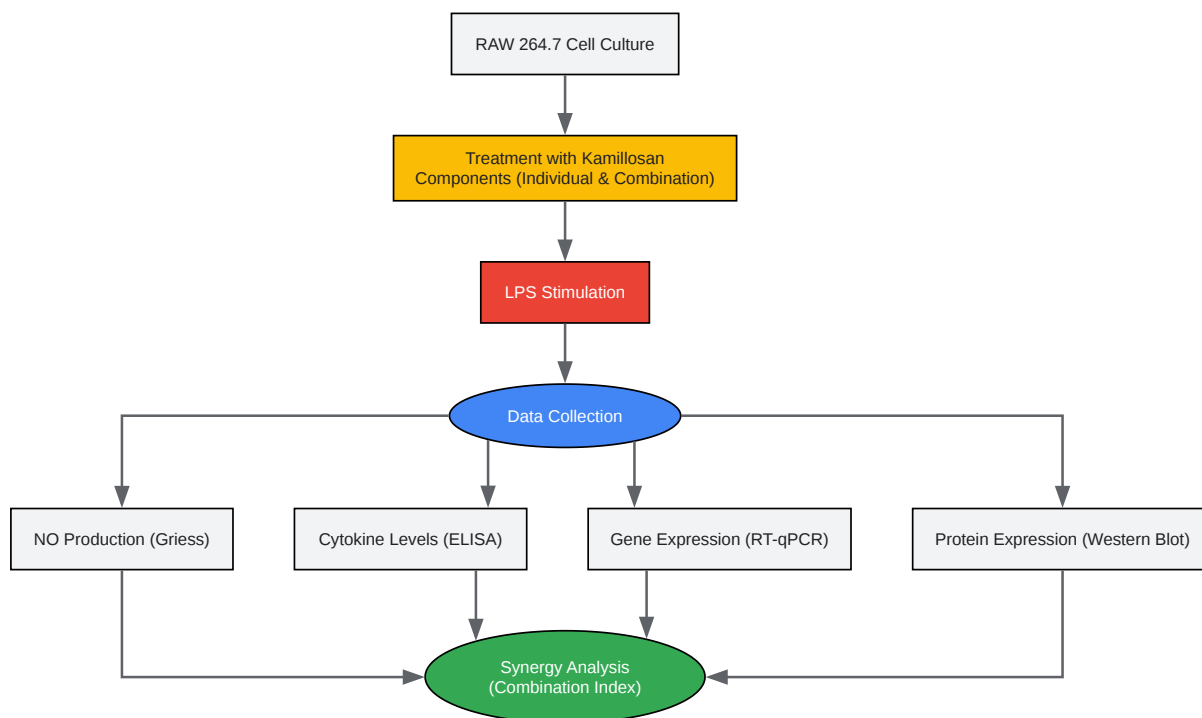 RAW 264.7 Cell Culture
Treatment with Kamillosan
Components (Individual & Combination)
LPS Stimulation
Data Collection
NO Production (Griess)
Cytokine Levels (ELISA)
Gene Expression (RT-qPCR)
Protein Expression (Western Blot)
Synergy Analysis
(Combination Index)